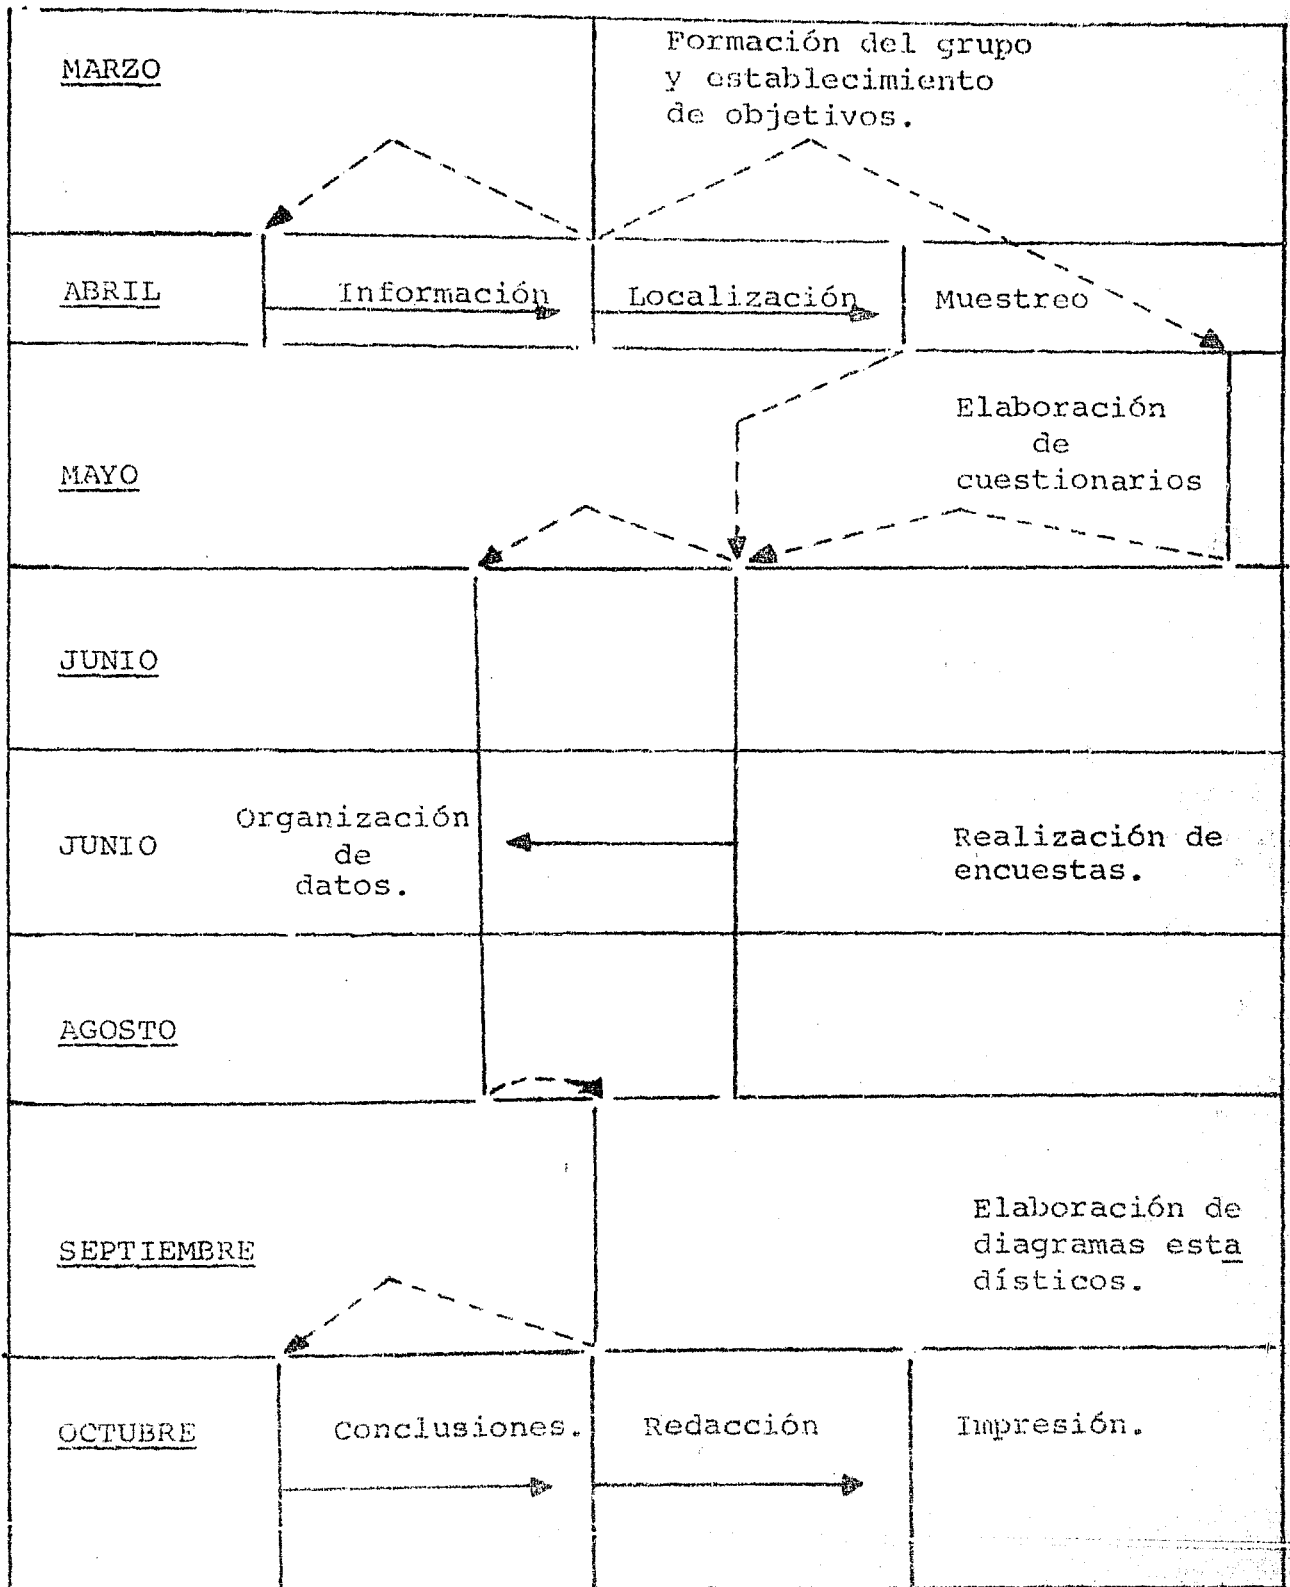 MARZO
Formación del grupo
y establecimiento
de objetivos.
ABRIL
Información
Localización
Muestreo
MAYO
Elaboración
de
cuestionarios
JUNIO
JUNIO
Organización
de
datos.
Realización de
encuestas.
AGOSTO
SEPTIEMBRE
Elaboración de
diagramas esta
dísticos.
OCTUBRE
Conclusiones.
Redacción
Impresión.